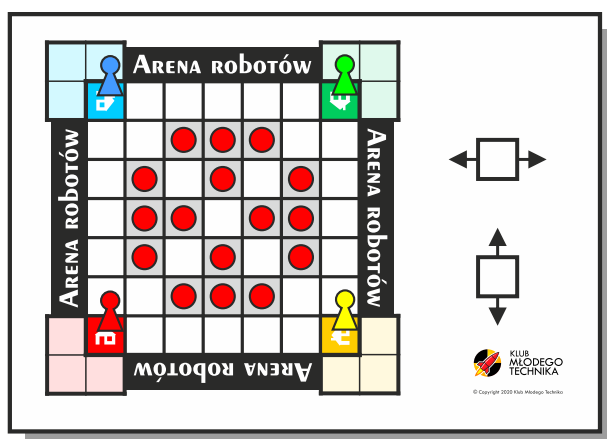 ARENA ROBOTÓW
ARENA ROBOTÓW
ARENA ROBOTÓW
ARENA ROBOTÓW
KLUB
MŁODEGO
TECHNIKA
© Copyright 2020 Klub Młodego Technika